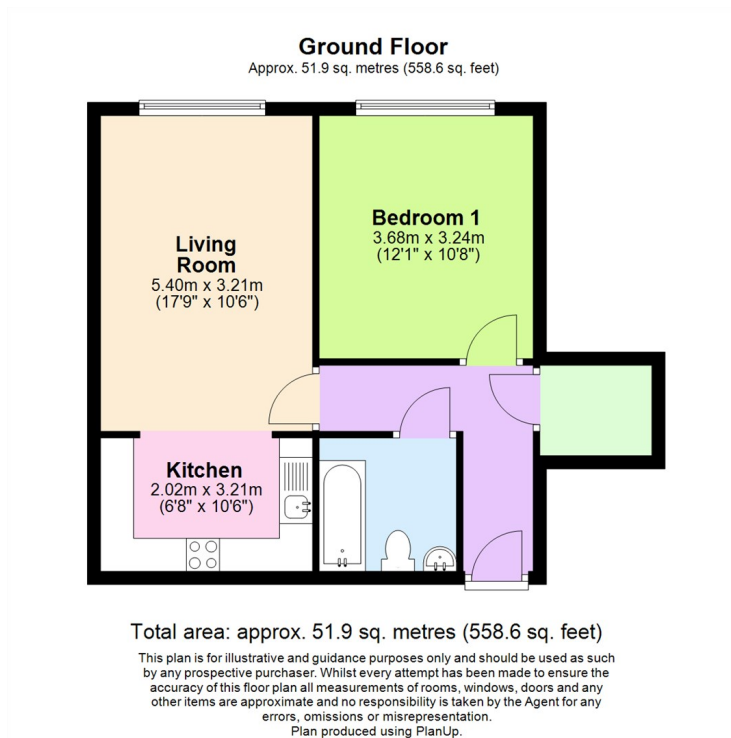 Ground Floor
Approx. 51.9 sq. metres (558.6 sq. feet)
Living
Room
5.40m x 3.21m
(17'9" x 10'6")
Bedroom 1
3.68m x 3.24m
(12'1" x 10'8")
Kitchen
2.02m x 3.21m
(6'8" x 10'6")
Total area: approx. 51.9 sq. metres (558.6 sq. feet)
This plan is for illustrative and guidance purposes only and should be used as such
by any prospective purchaser. Whilst every attempt has been made to ensure the
accuracy of this floor plan all measurements of rooms, windows, doors and any
other items are approximate and no responsibility is taken by the Agent for any
errors, omissions or misrepresentation.
Plan produced using PlanUp.